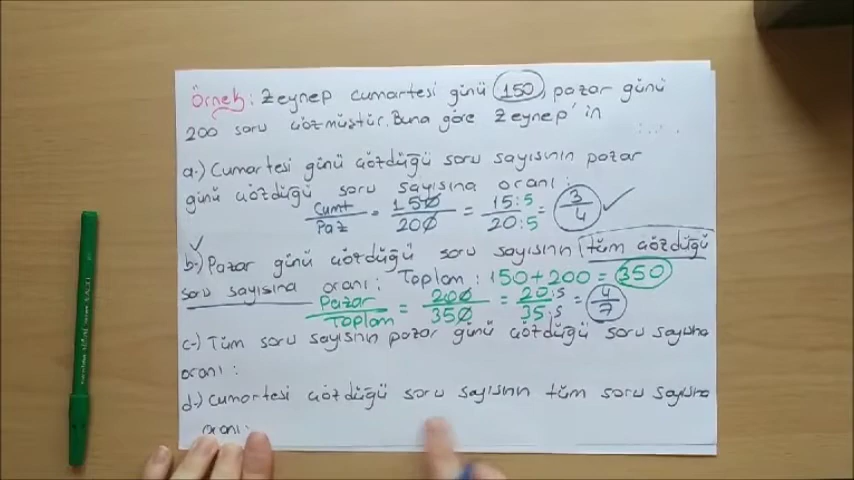 Örnek: Zeynep cumartesi günü 150, pazar günü
200 soru çözmüştür. Buna göre Zeynep'in
a-) Cumartesi günü çözdüğü soru sayısının pazar
günü çözdüğü soru sayısına oranı:
Cumt/Paz = 150/200 = 15:5/20:5 = 3/4 ✓
b-) Pazar günü çözdüğü soru sayısının tüm çözdüğü
soru sayısına oranı: Toplam: 150+200 = 350
Pazar/Toplam = 200/350 = 20:5/35:5 = 4/7
c-) Tüm soru sayısının pazar günü çözdüğü soru sayısına
oranı:
d-) Cumartesi çözdüğü soru sayısının tüm soru sayısına
oranı: